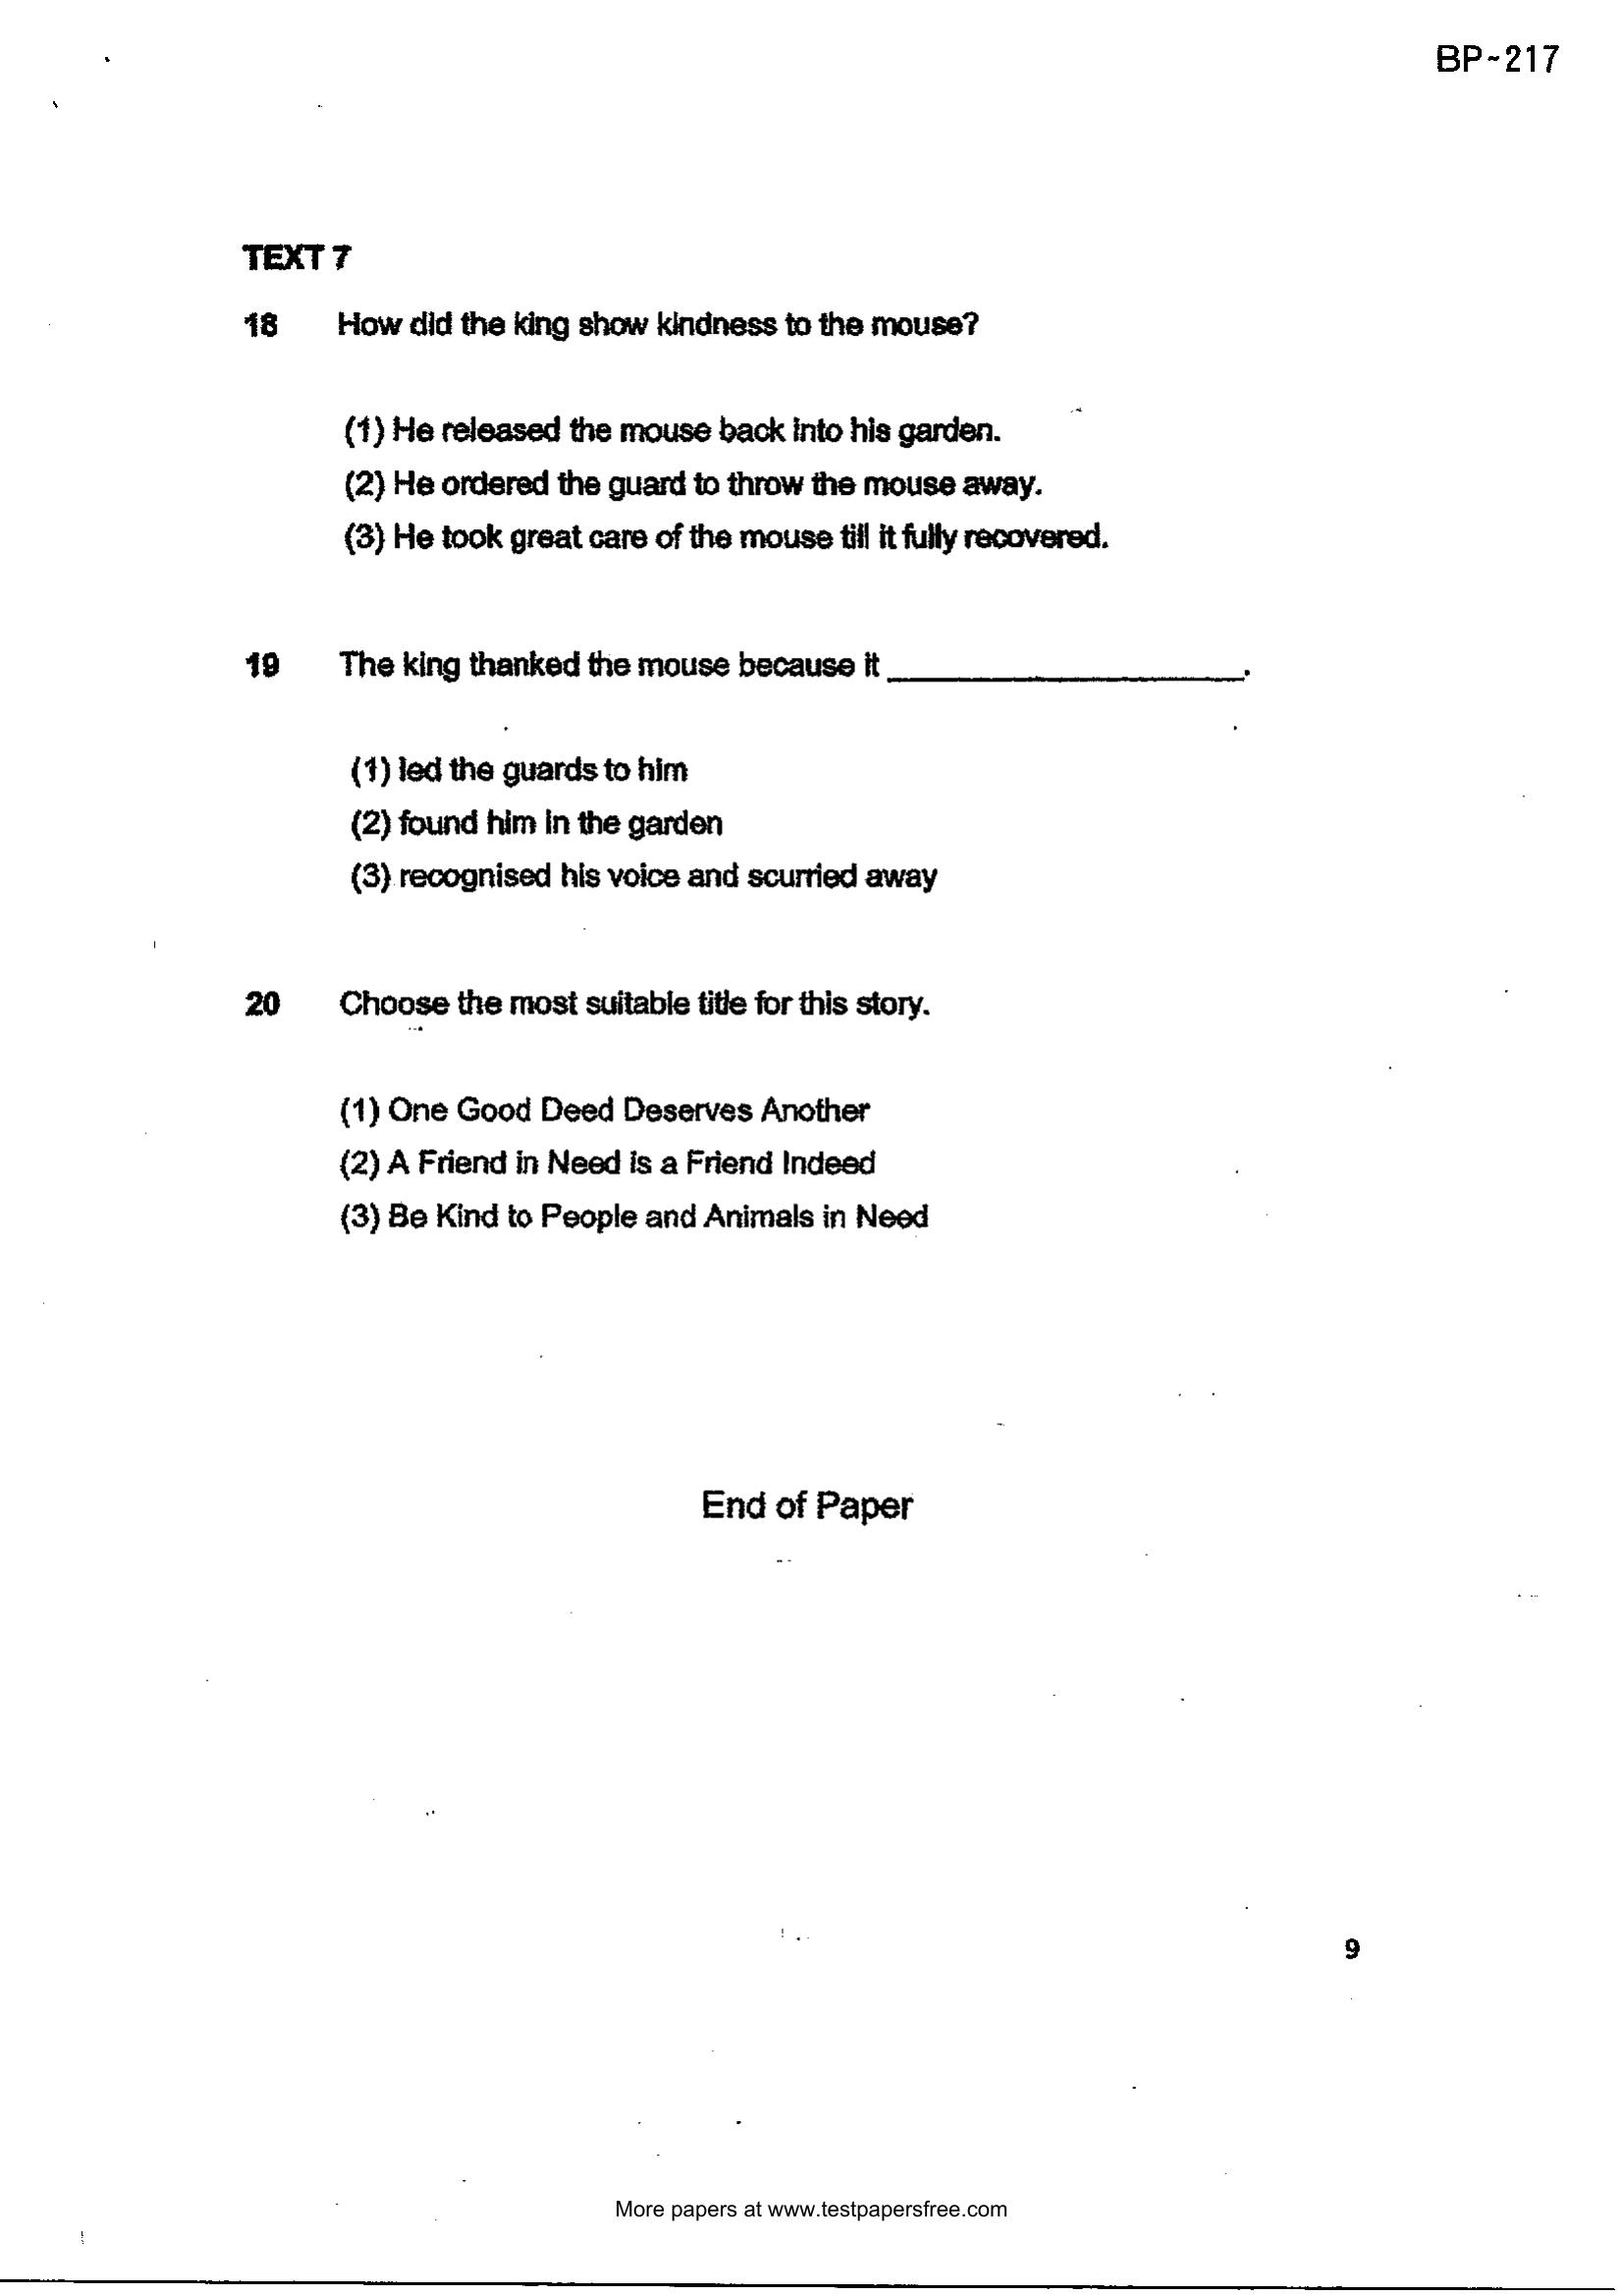 BP~217
TEXT 7
18 How did the king show kindness to the mouse?
(1) He released the mouse back into his garden.
(2) He ordered the guard to throw the mouse away.
(3) He took great care of the mouse till it fully recovered.
19 The king thanked the mouse because it ____________________.
(1) led the guards to him
(2) found him in the garden
(3) recognised his voice and scurried away
20 Choose the most suitable title for this story.
(1) One Good Deed Deserves Another
(2) A Friend in Need is a Friend Indeed
(3) Be Kind to People and Animals in Need
End of Paper
9
More papers at www.testpapersfree.com